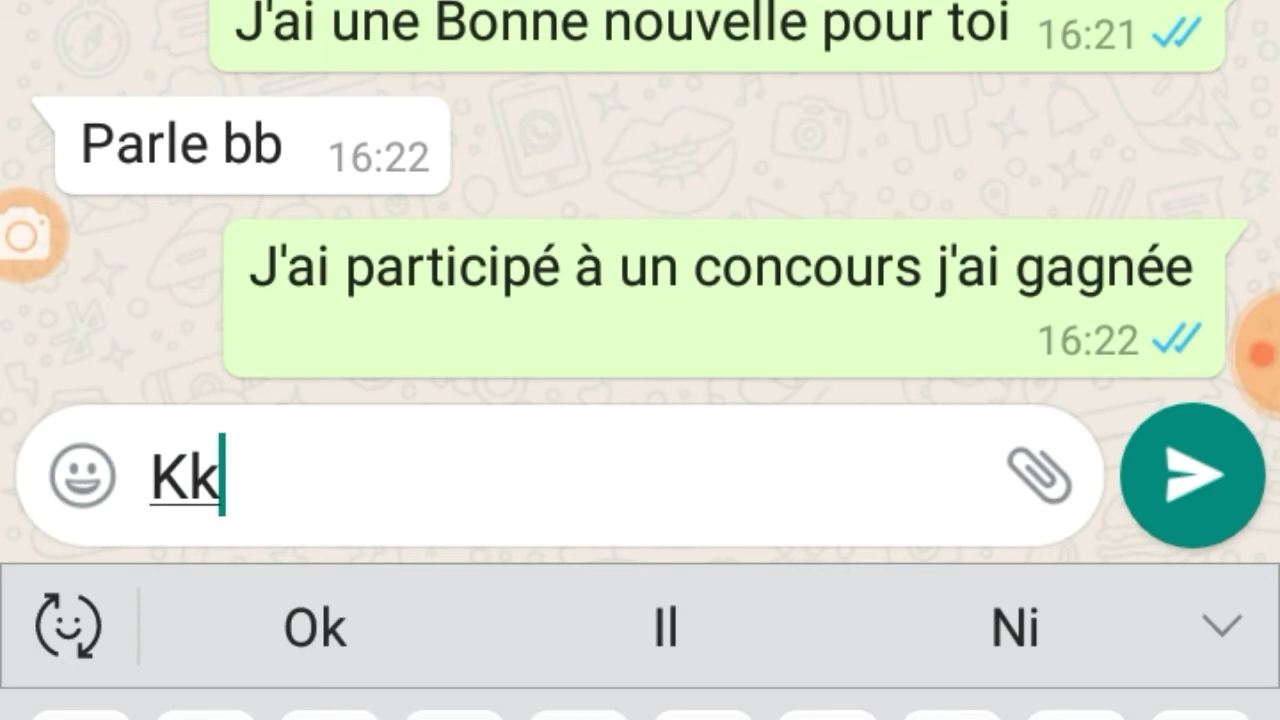 J'ai une Bonne nouvelle pour toi 16:21
Parle bb 16:22
J'ai participé à un concours j'ai gagnée
16:22
Kk
Ok Il Ni